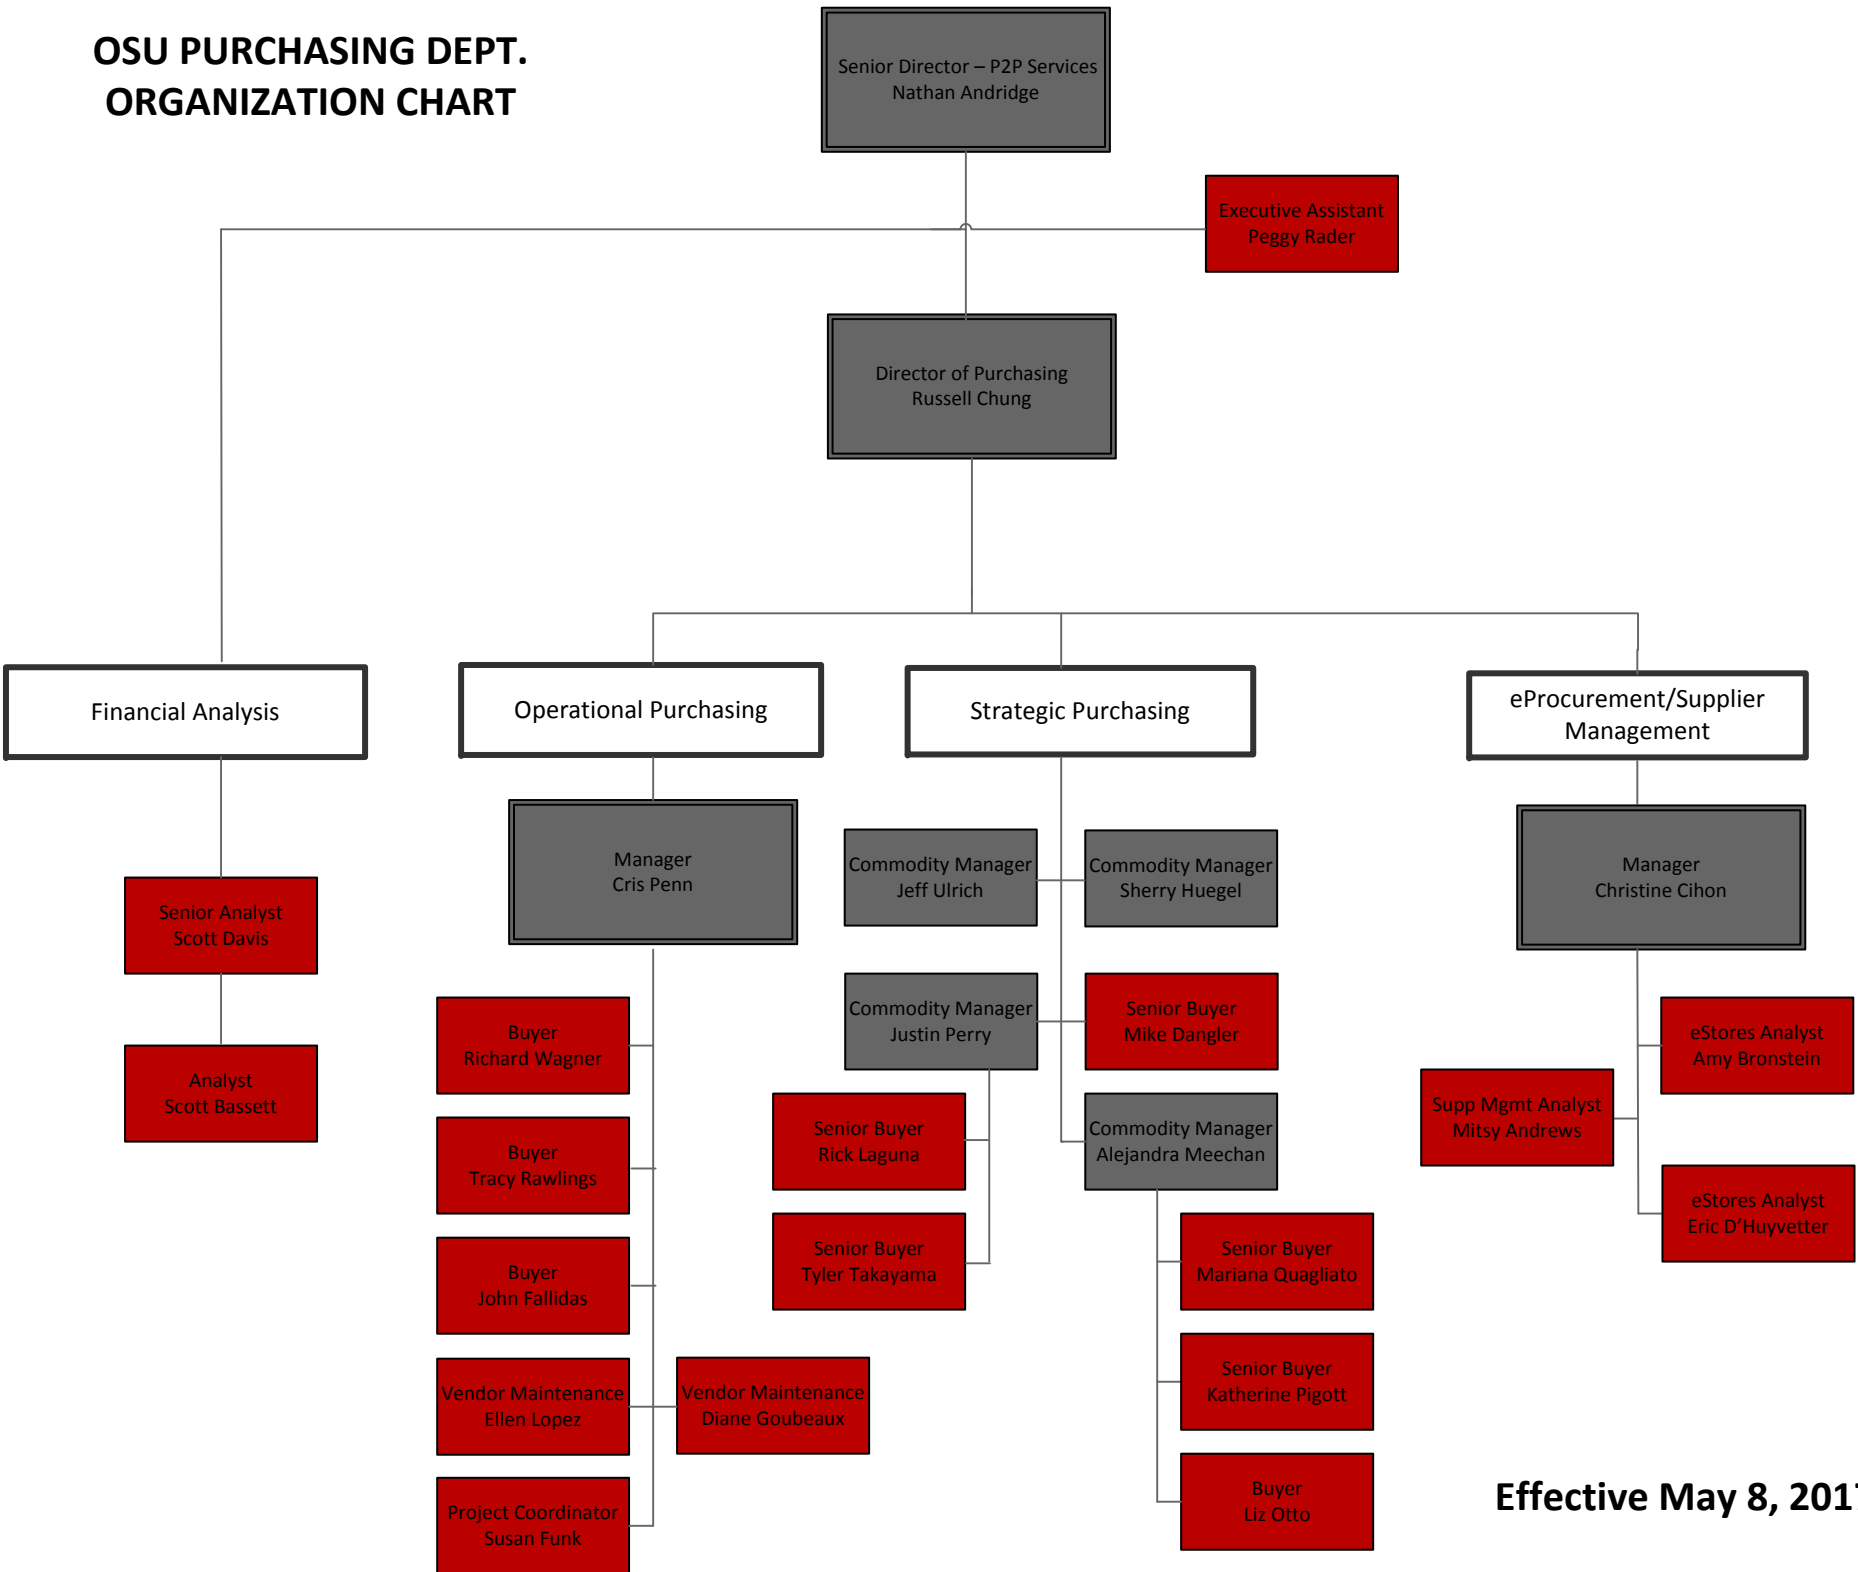 OSU PURCHASING DEPT.
ORGANIZATION CHART
Senior Director – P2P Services
Nathan Andridge
Executive Assistant
Peggy Rader
Director of Purchasing
Russell Chung
Financial Analysis
Operational Purchasing
Strategic Purchasing
eProcurement/Supplier
Management
Senior Analyst
Scott Davis
Analyst
Scott Bassett
Manager
Cris Penn
Buyer
Richard Wagner
Buyer
Tracy Rawlings
Buyer
John Fallidas
Vendor Maintenance
Ellen Lopez
Vendor Maintenance
Diane Goubeaux
Project Coordinator
Susan Funk
Commodity Manager
Jeff Ulrich
Commodity Manager
Sherry Huegel
Commodity Manager
Justin Perry
Senior Buyer
Mike Dangler
Senior Buyer
Rick Laguna
Senior Buyer
Tyler Takayama
Commodity Manager
Alejandra Meechan
Senior Buyer
Mariana Quagliato
Senior Buyer
Katherine Pigott
Buyer
Liz Otto
Manager
Christine Cihon
eStores Analyst
Amy Bronstein
Supp Mgmt Analyst
Mitsy Andrews
eStores Analyst
Eric D’Huyvetter
Effective May 8, 2017